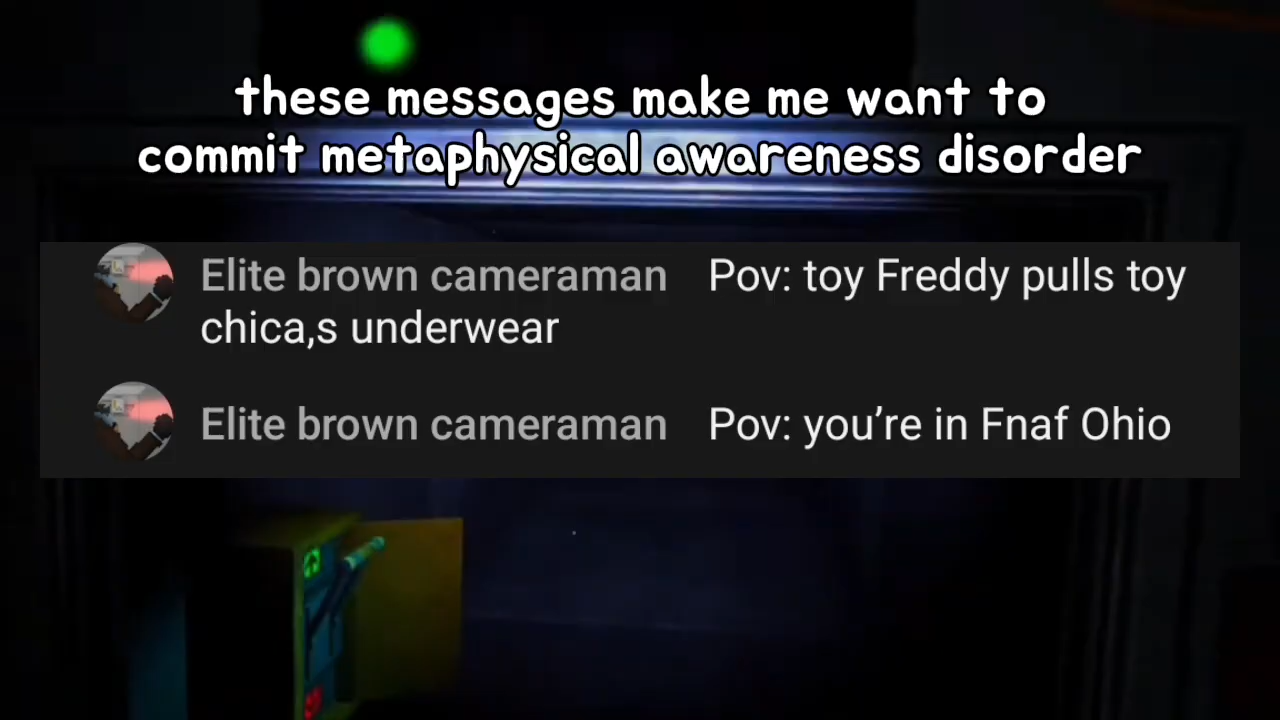 these messages make me want to
commit metaphysical awareness disorder
Elite brown cameraman Pov: toy Freddy pulls toy
chica,s underwear
Elite brown cameraman Pov: you’re in Fnaf Ohio